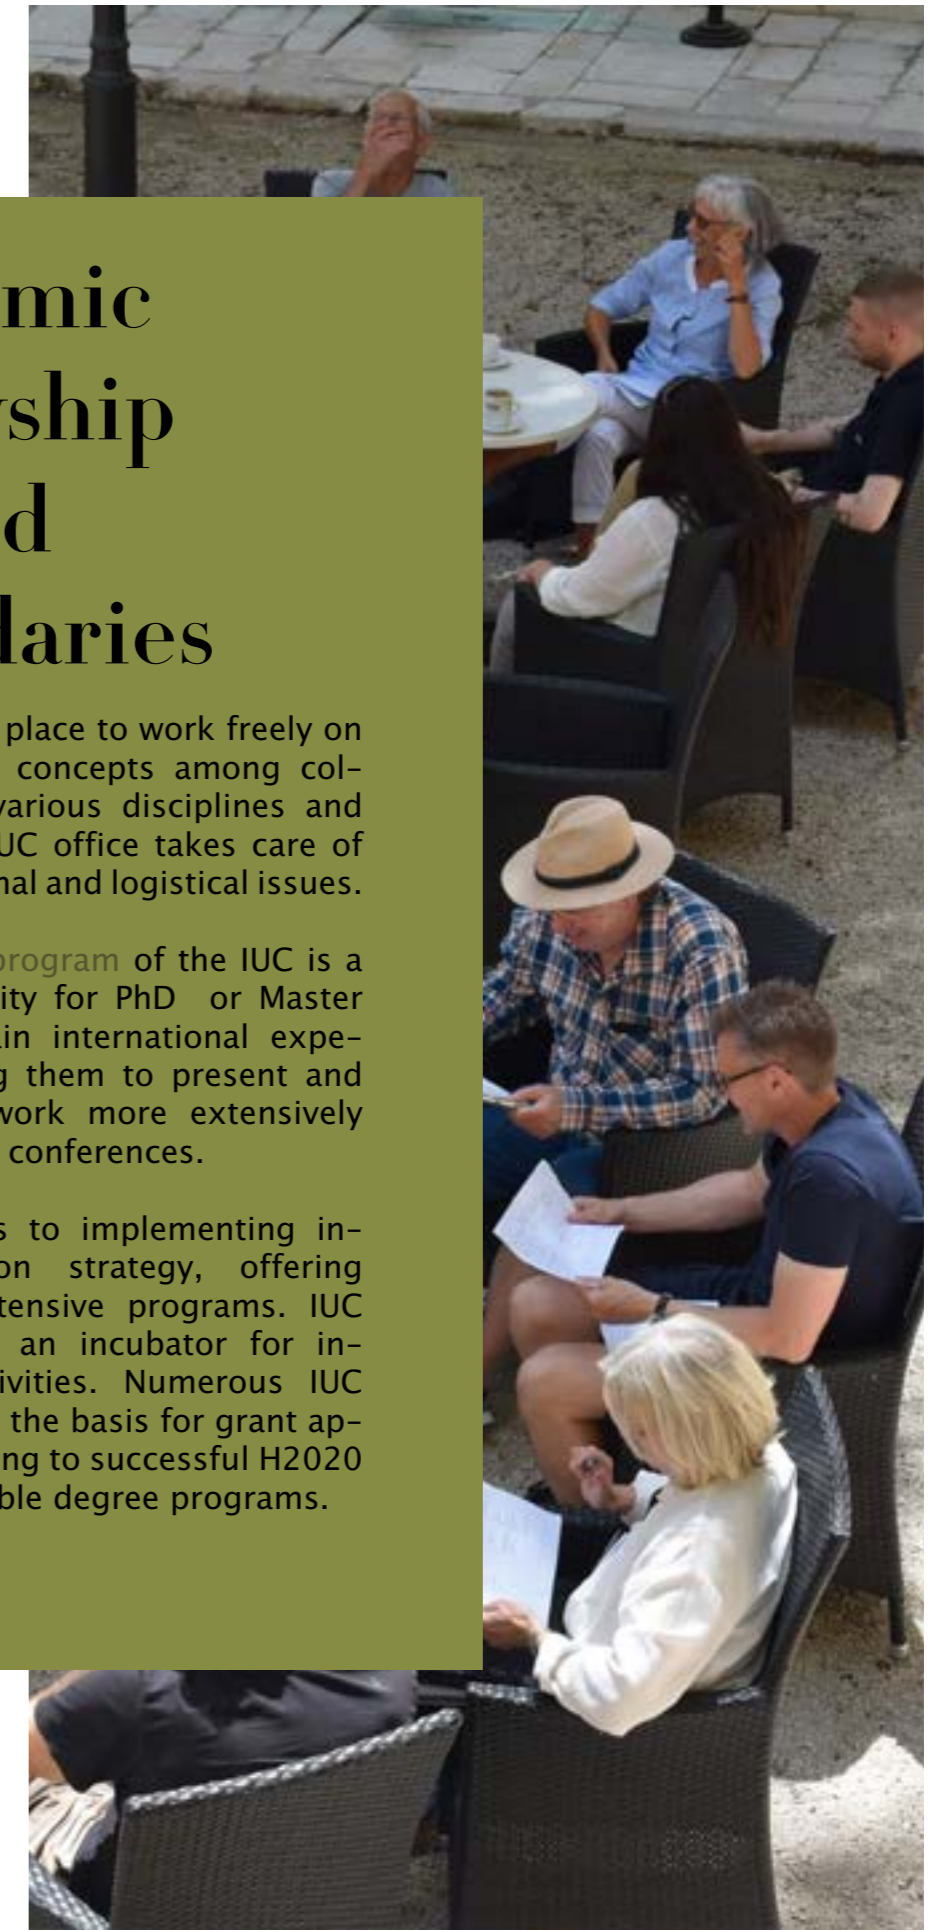 mic
ship
d
daries
place to work freely on
concepts among col-
various disciplines and
UC office takes care of
nal and logistical issues.
program of the IUC is a
ity for PhD or Master
in international expe-
g them to present and
work more extensively
conferences.
s to implementing in-
on strategy, offering
tensive programs. IUC
an incubator for in-
ivities. Numerous IUC
the basis for grant ap-
ing to successful H2020
ble degree programs.